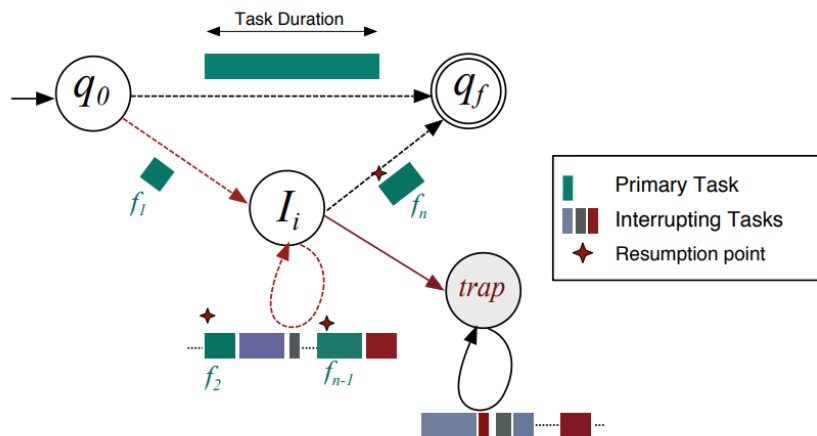 Task Duration
q0
qf
f1
Ii
fn
trap
f2
fn-1
Primary Task
Interrupting Tasks
Resumption point